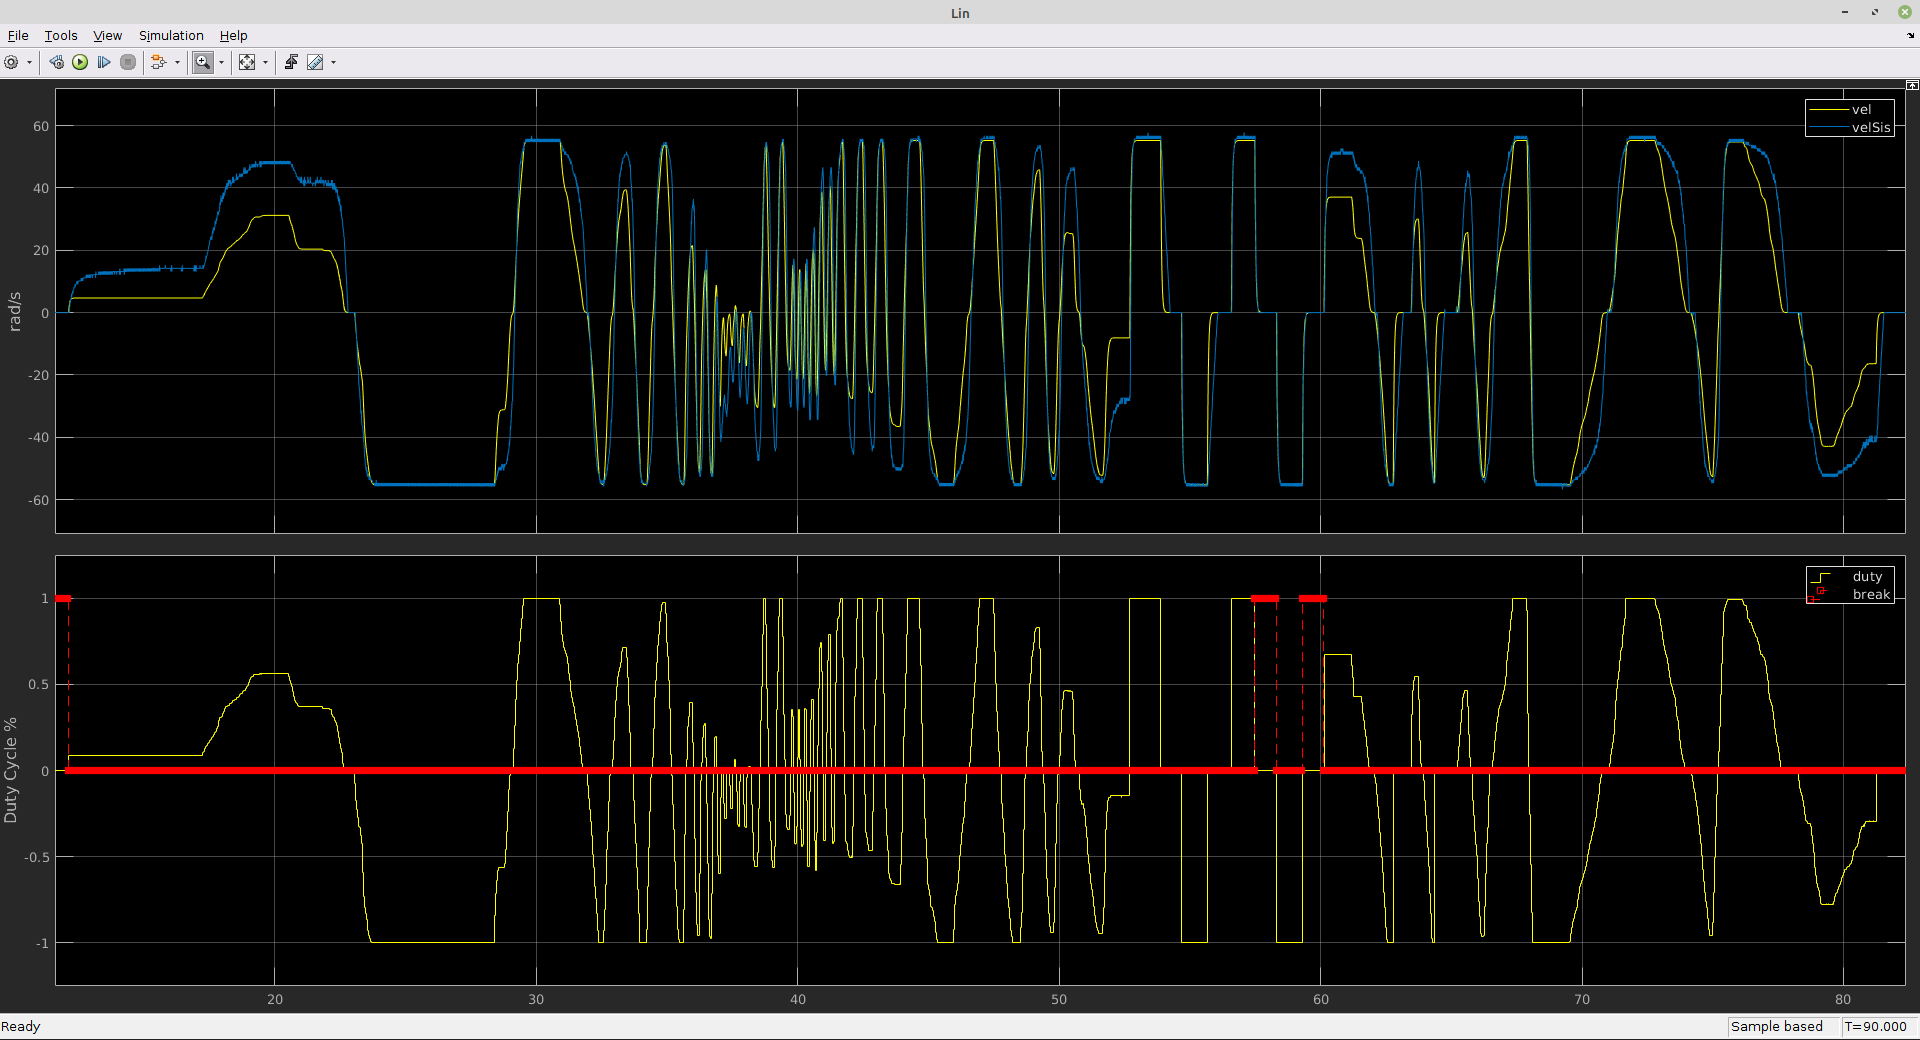 Lin
File Tools View Simulation Help
60
40
20
0
-20
-40
-60
rad/s
vel
velSis
1
0.5
0
-0.5
-1
Duty Cycle %
duty
break
20 30 40 50 60 70 80
Ready
Sample based T=90.000